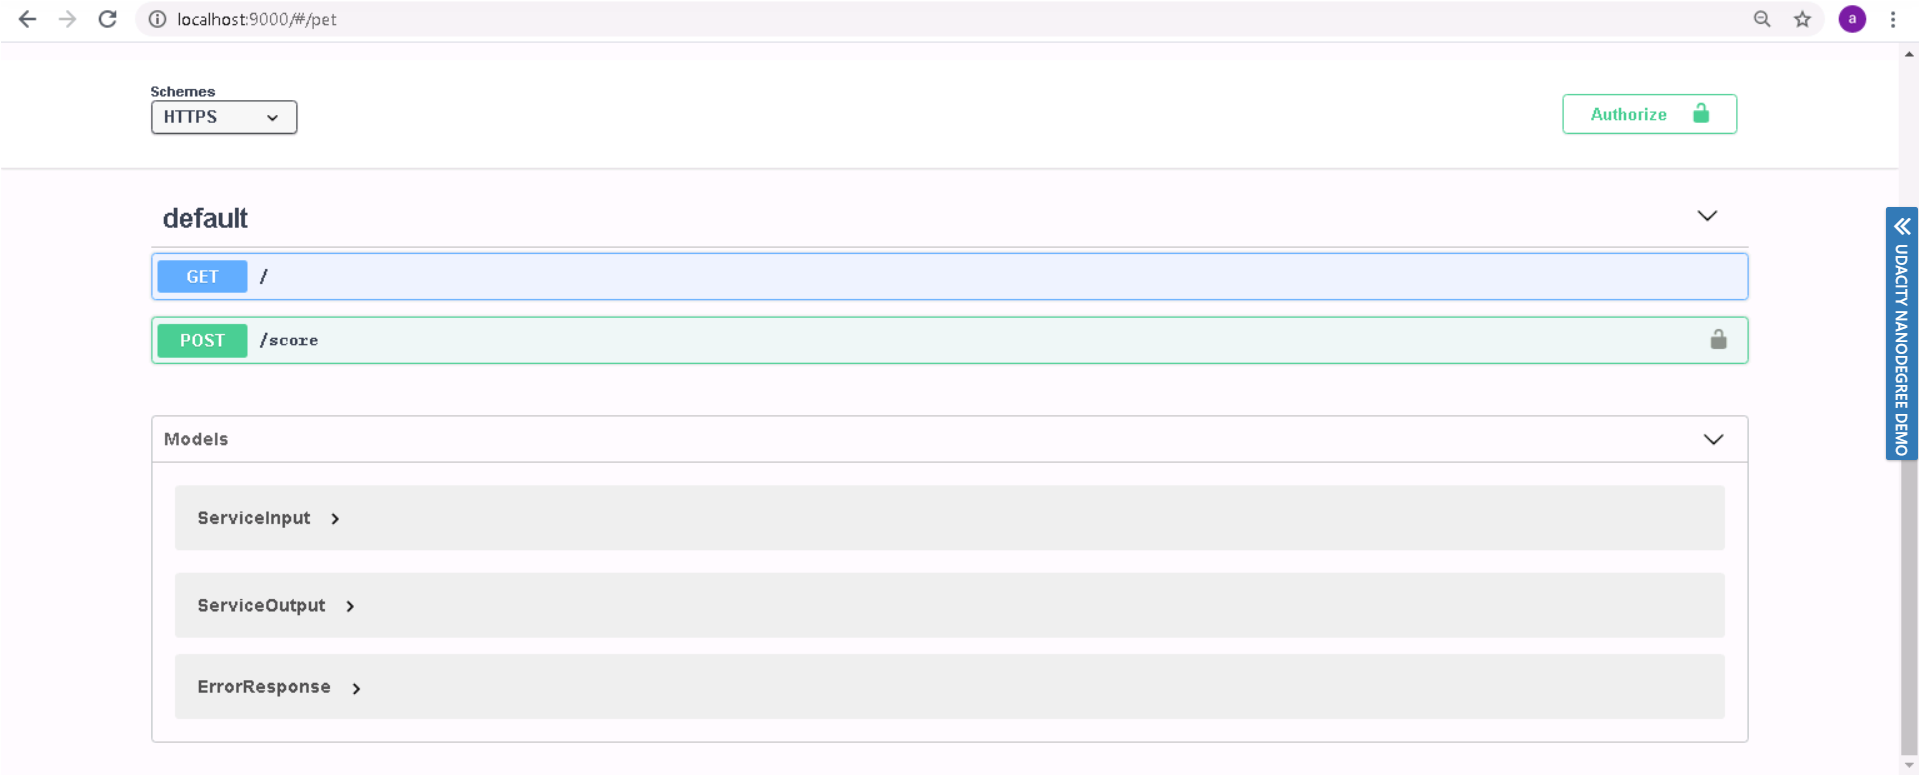 localhost:9000/#/pet
a
Schemes
HTTPS
Authorize
default
GET /
POST /score
Models
ServiceInput
ServiceOutput
ErrorResponse
UDACITY NANODEGREE DEMO